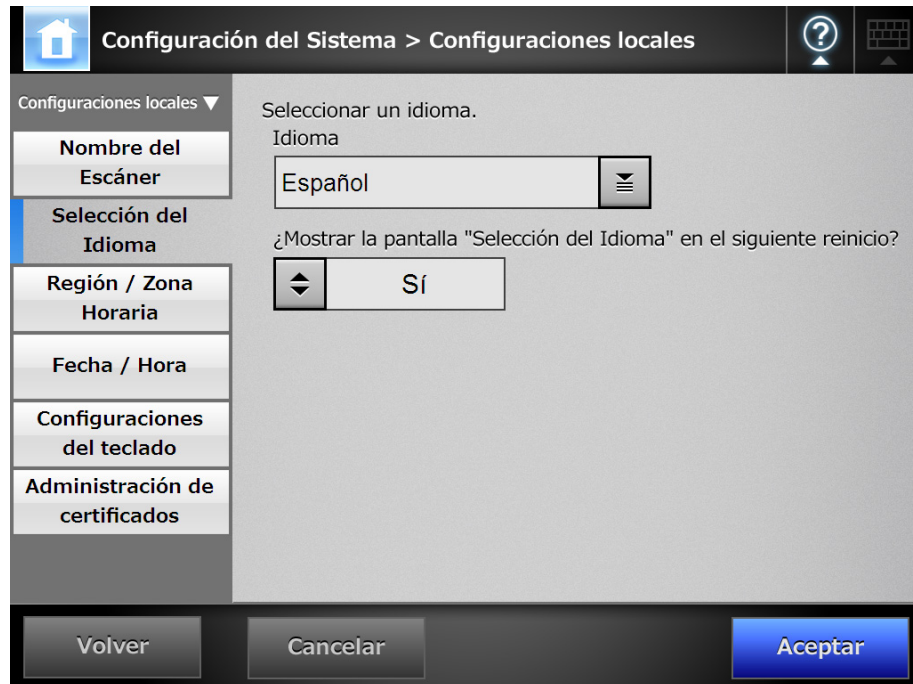 Configuración del Sistema > Configuraciones locales
Configuraciones locales ▼
Nombre del
Escáner
Selección del
Idioma
Región / Zona
Horaria
Fecha / Hora
Configuraciones
del teclado
Administración de
certificados
Seleccionar un idioma.
Idioma
Español
¿Mostrar la pantalla "Selección del Idioma" en el siguiente reinicio?
Sí
Volver
Cancelar
Aceptar